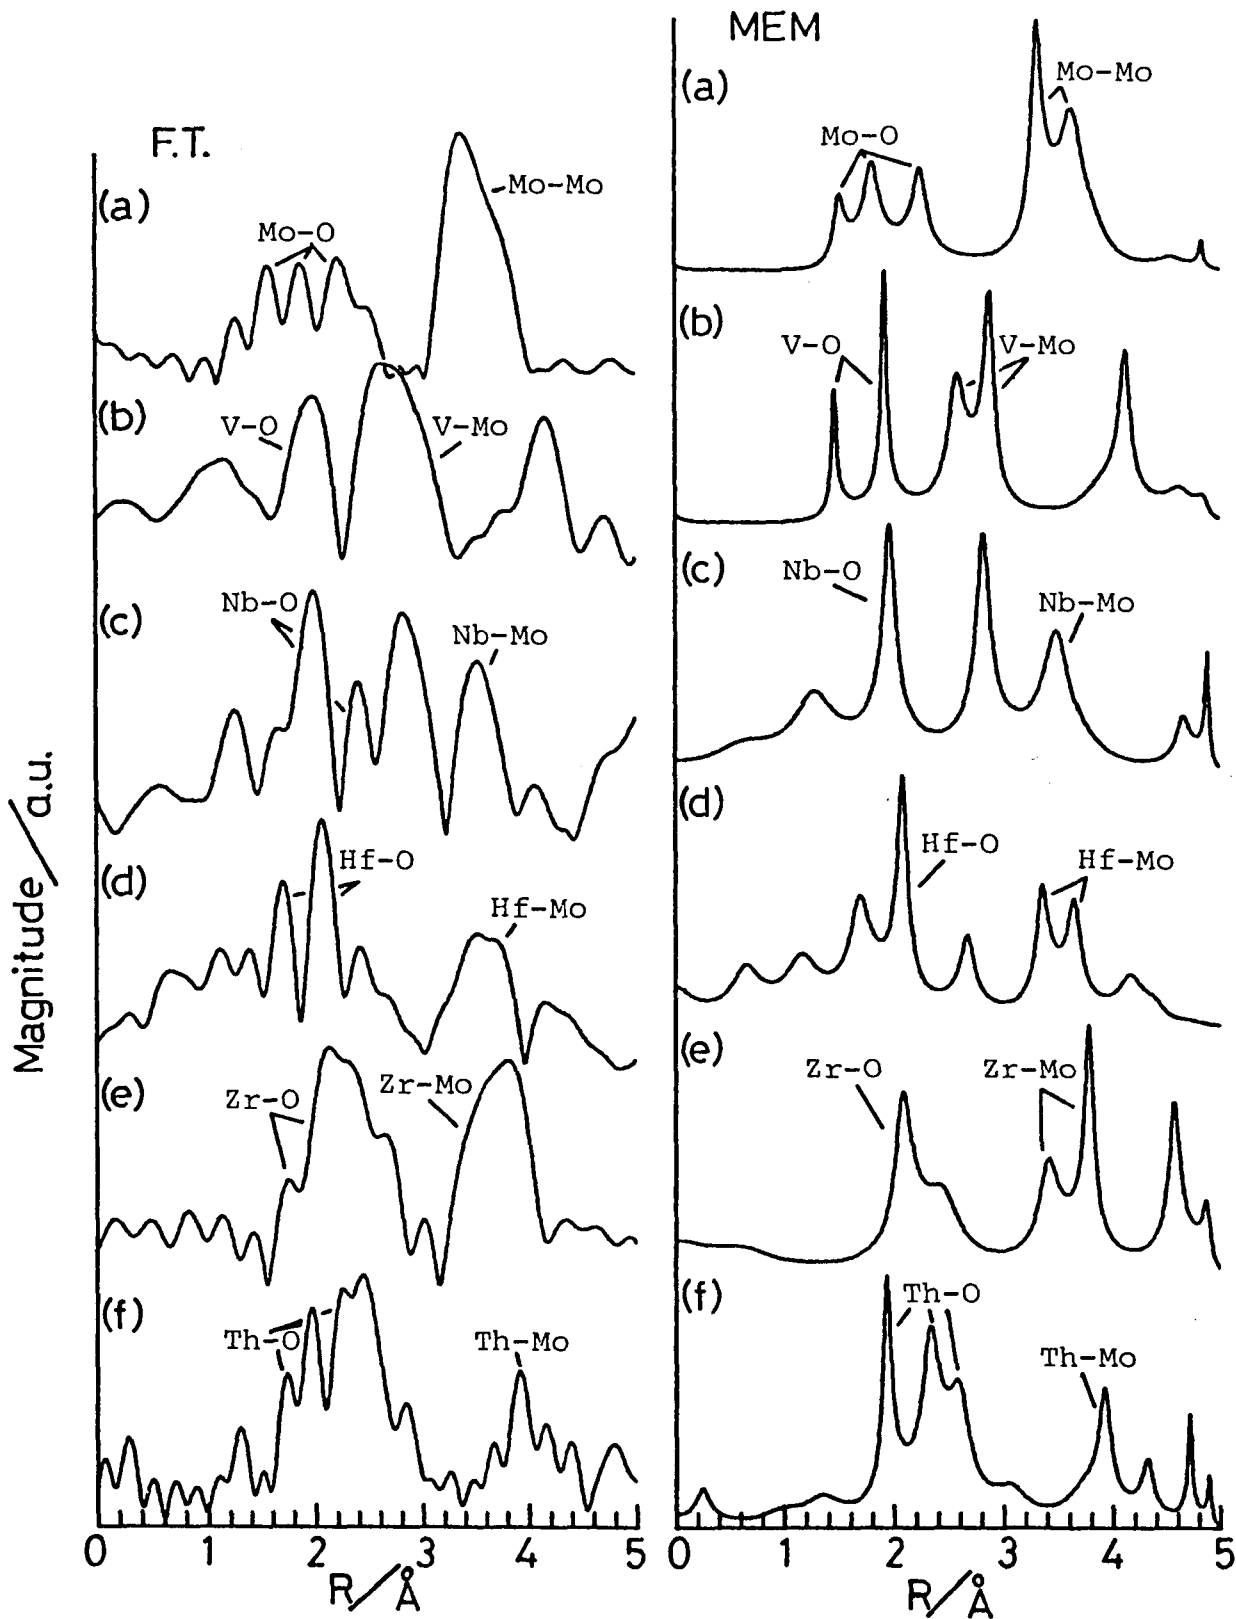 F.T.
(a)
Mo-O
Mo-Mo
(b)
V-O
V-Mo
(c)
Nb-O
Nb-Mo
(d)
Hf-O
Hf-Mo
(e)
Zr-O
Zr-Mo
(f)
Th-O
Th-Mo
0 1 2 3 4 5
R/Å
Magnitude/a.u.
MEM
(a)
Mo-O
Mo-Mo
(b)
V-O
V-Mo
(c)
Nb-O
Nb-Mo
(d)
Hf-O
Hf-Mo
(e)
Zr-O
Zr-Mo
(f)
Th-O
Th-Mo
0 1 2 3 4 5
R/Å